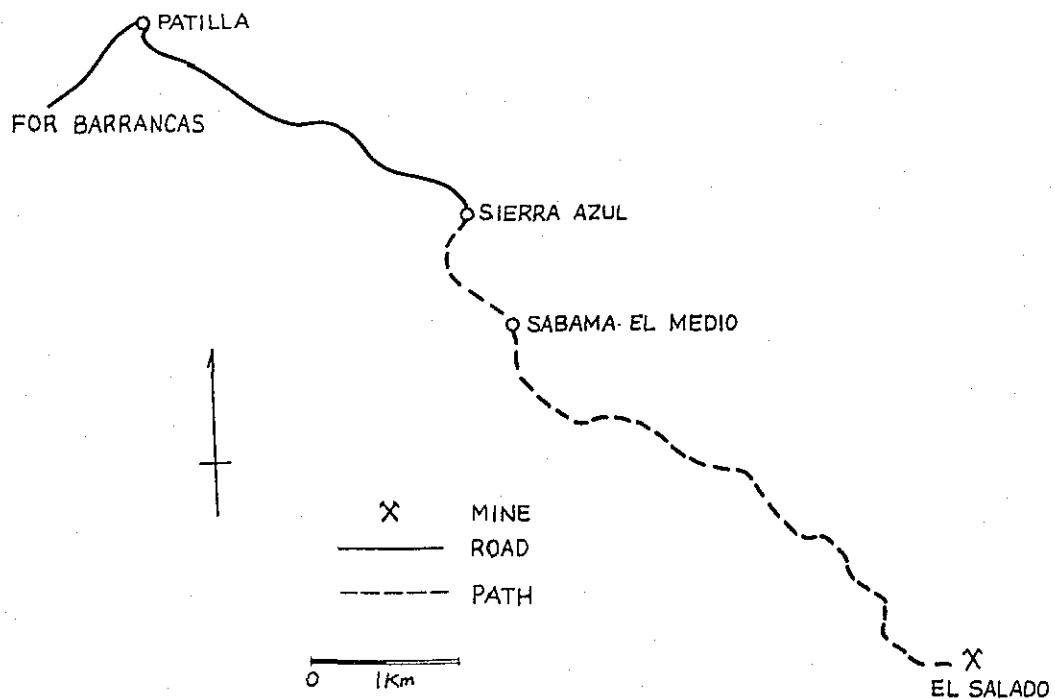 PATILLA
FOR BARRANCAS
SIERRA AZUL
SABAMA EL MEDIO
MINE
ROAD
PATH
0 1Km
EL SALADO